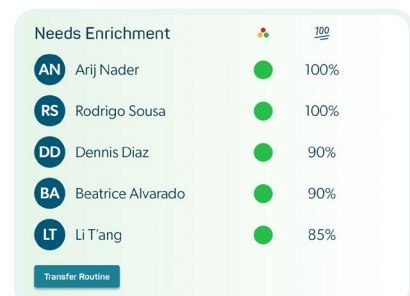 Needs Enrichment 100
AN Arij Nader 100%
RS Rodrigo Sousa 100%
DD Dennis Diaz 90%
BA Beatrice Alvarado 90%
LT Li T'ang 85%
Transfer Routine